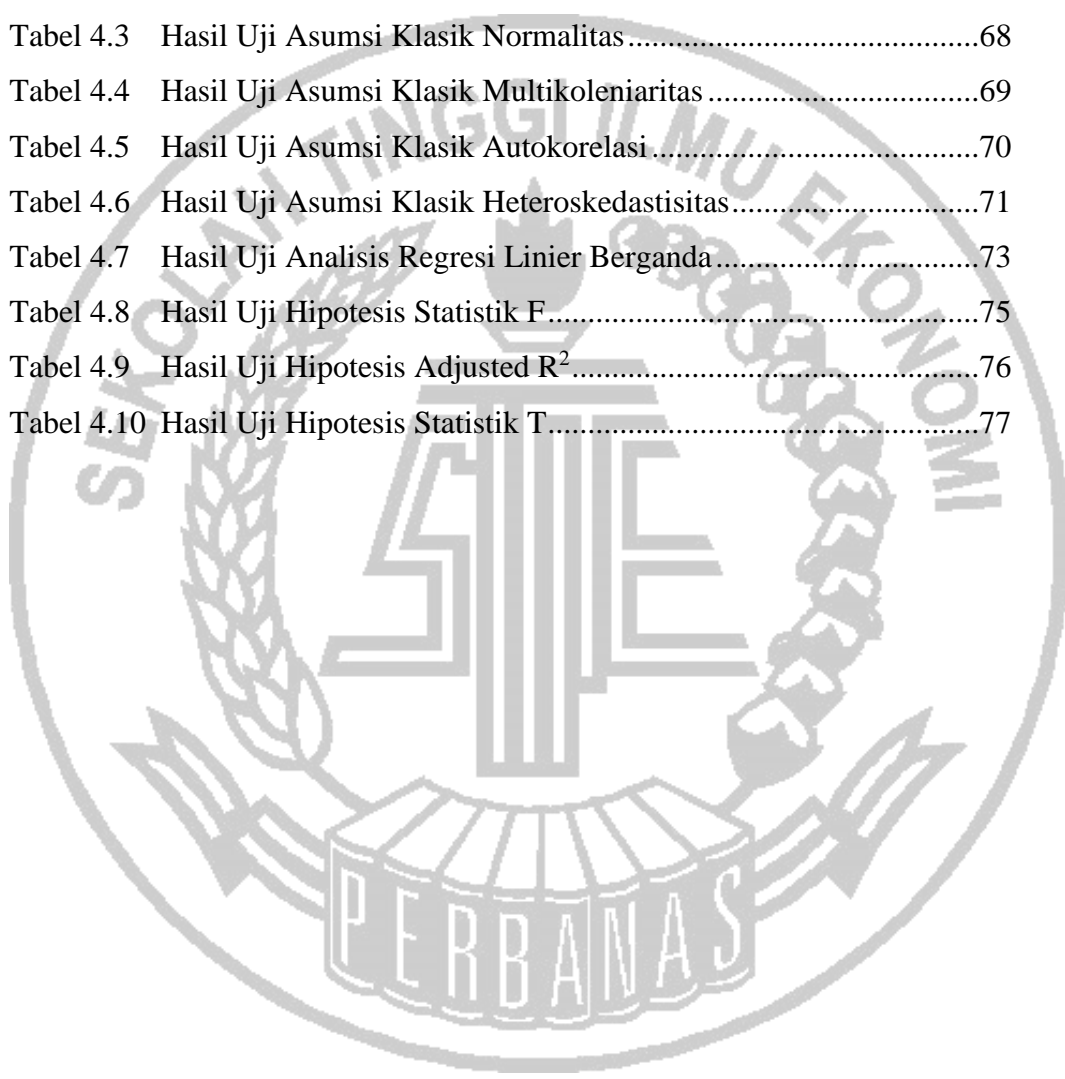 Tabel 4.3 Hasil Uji Asumsi Klasik Normalitas....................................68
Tabel 4.4 Hasil Uji Asumsi Klasik Multikoleniaritas..............................69
Tabel 4.5 Hasil Uji Asumsi Klasik Autokorelasi....................................70
Tabel 4.6 Hasil Uji Asumsi Klasik Heteroskedastisitas...........................71
Tabel 4.7 Hasil Uji Analisis Regresi Linier Berganda.............................73
Tabel 4.8 Hasil Uji Hipotesis Statistik F...............................................75
Tabel 4.9 Hasil Uji Hipotesis Adjusted R²............................................76
Tabel 4.10 Hasil Uji Hipotesis Statistik T...............................................77
SEKOLAH TINGGI ILMU EKONOMI
STIE
PERBANAS